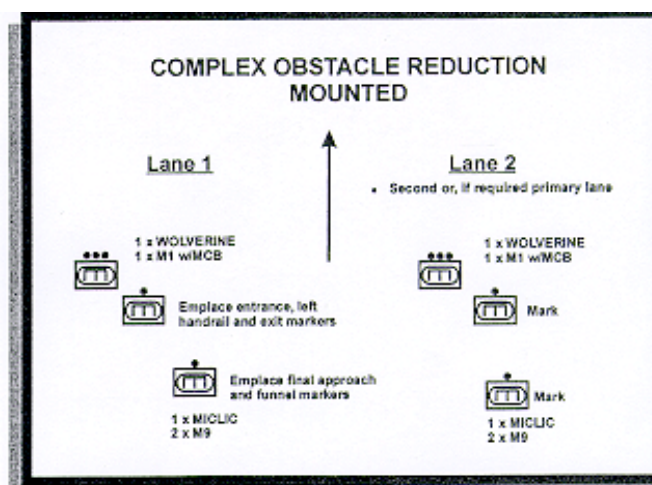 COMPLEX OBSTACLE REDUCTION
MOUNTED
Lane 1
1 x WOLVERINE
1 x M1 w/MCB
Emplace entrance, left
handrail and exit markers
Emplace final approach
and funnel markers
1 x MICLIC
2 x M9
Lane 2
• Second or, if required primary lane
1 x WOLVERINE
1 x M1 w/MCB
Mark
Mark
1 x MICLIC
2 x M9